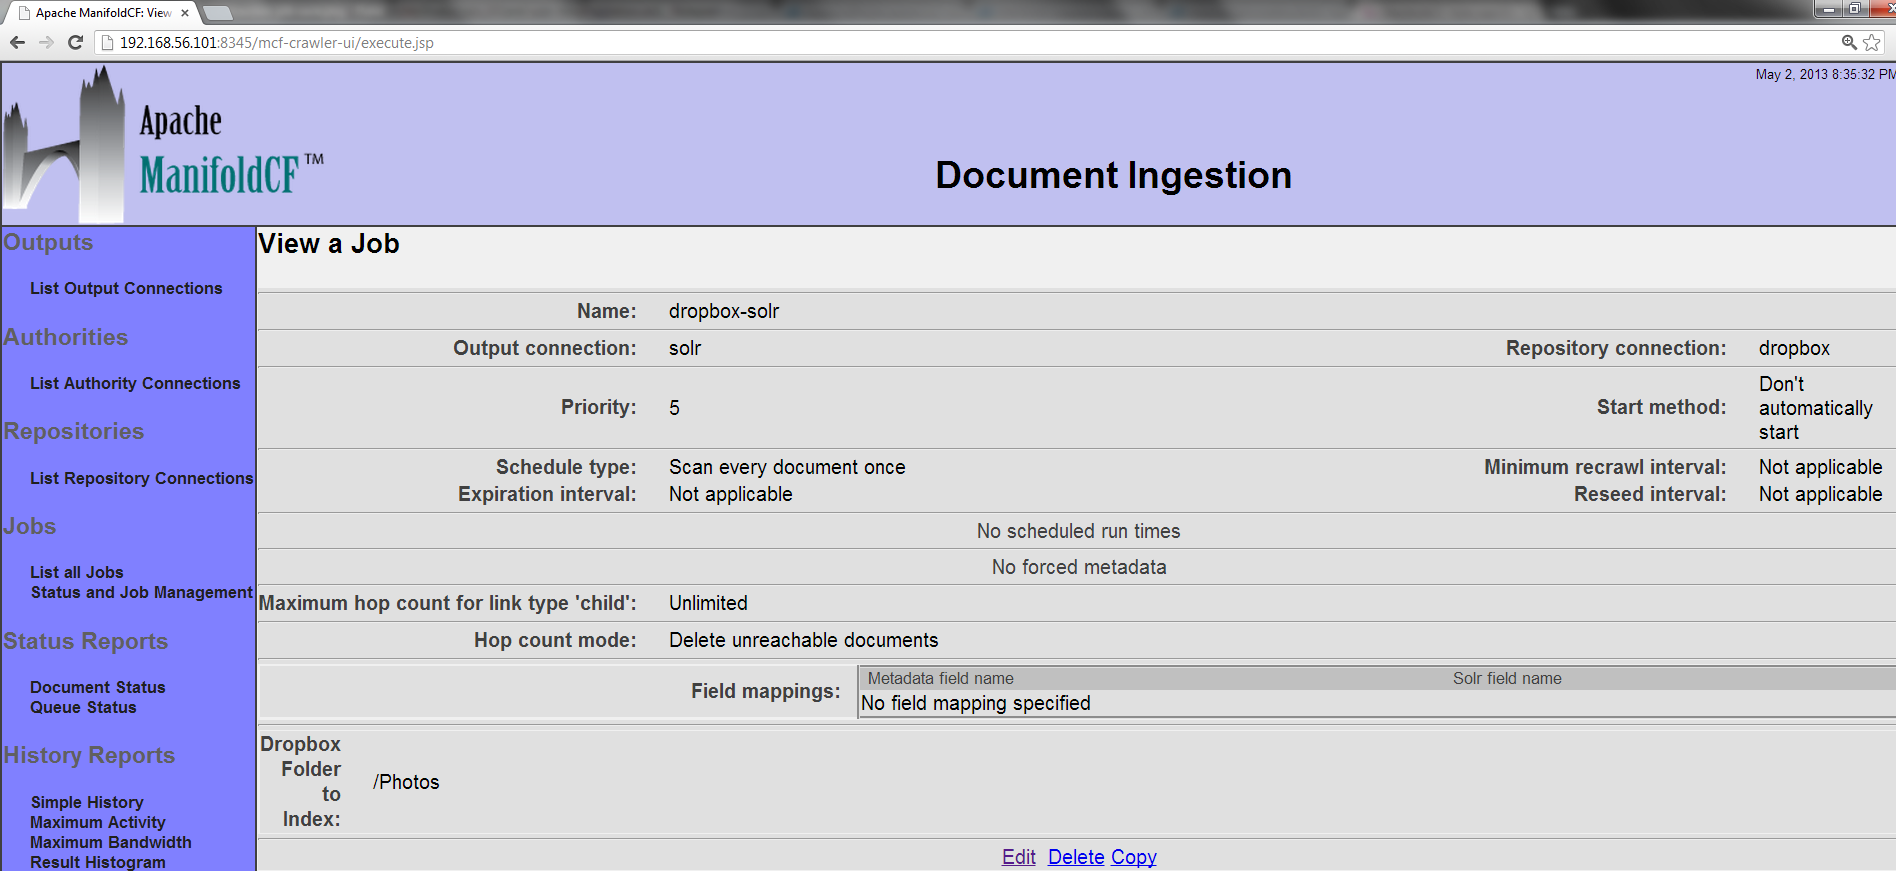 Apache ManifoldCF: View
192.168.56.101:8345/mcf-crawler-ui/execute.jsp
May 2, 2013 8:35:32 PM
Apache
ManifoldCF™
Document Ingestion
Outputs
List Output Connections
Authorities
List Authority Connections
Repositories
List Repository Connections
Jobs
List all Jobs
Status and Job Management
Status Reports
Document Status
Queue Status
History Reports
Simple History
Maximum Activity
Maximum Bandwidth
Result Histogram
View a Job
Name: dropbox-solr
Output connection: solr Repository connection: dropbox
Priority: 5 Start method: Don't
automatically
start
Schedule type: Scan every document once Minimum recrawl interval: Not applicable
Expiration interval: Not applicable Reseed interval: Not applicable
No scheduled run times
No forced metadata
Maximum hop count for link type 'child': Unlimited
Hop count mode: Delete unreachable documents
Field mappings: Metadata field name Solr field name
No field mapping specified
Dropbox
Folder
to
Index: /Photos
Edit Delete Copy